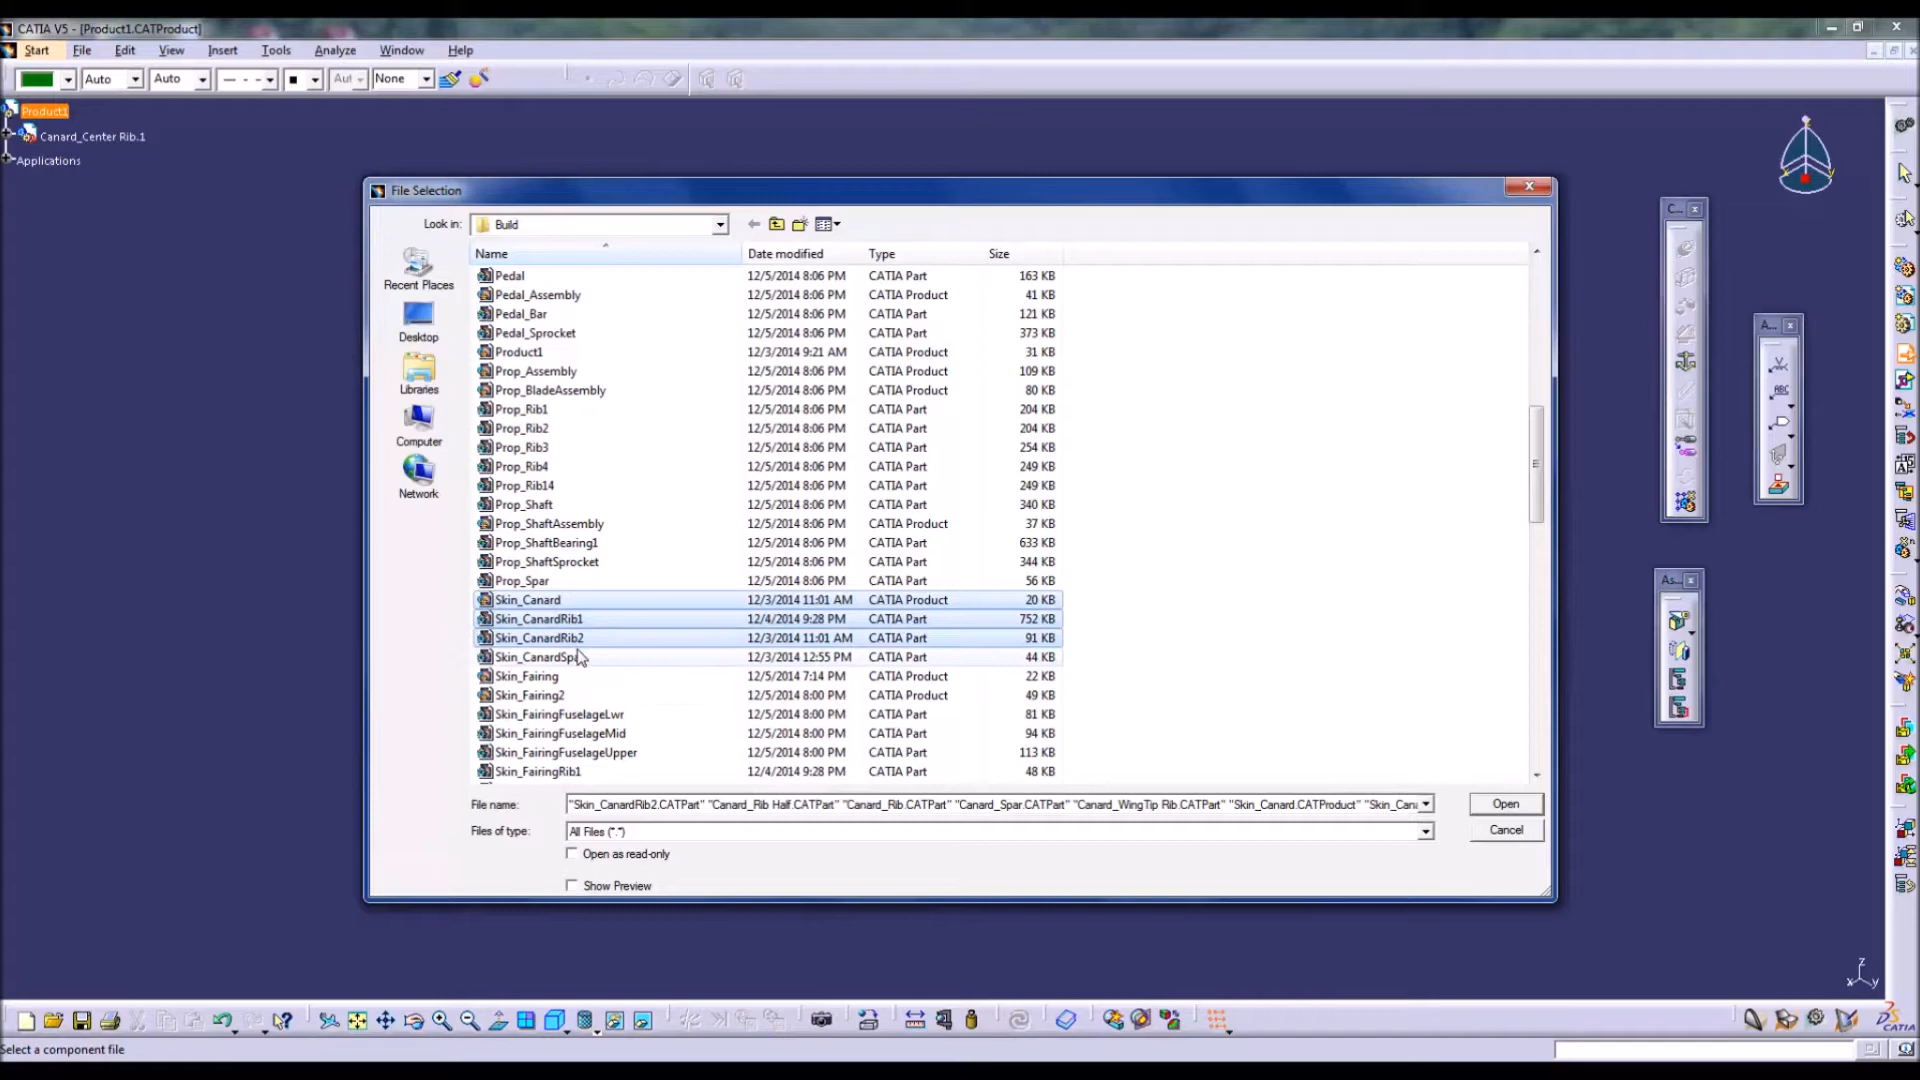 CATIA V5 - [Product1.CATProduct]
Start File Edit View Insert Tools Analyze Window Help
Auto Auto Aut None
Product1
Canard_Center Rib.1
Applications
File Selection
Look in: Build
Name Date modified Type Size
Pedal 12/5/2014 8:06 PM CATIA Part 163 KB
Pedal_Assembly 12/5/2014 8:06 PM CATIA Product 41 KB
Pedal_Bar 12/5/2014 8:06 PM CATIA Part 121 KB
Pedal_Sprocket 12/5/2014 8:06 PM CATIA Part 373 KB
Product1 12/3/2014 9:21 AM CATIA Product 31 KB
Prop_Assembly 12/5/2014 8:06 PM CATIA Product 109 KB
Prop_BladeAssembly 12/5/2014 8:06 PM CATIA Product 80 KB
Prop_Rib1 12/5/2014 8:06 PM CATIA Part 204 KB
Prop_Rib2 12/5/2014 8:06 PM CATIA Part 204 KB
Prop_Rib3 12/5/2014 8:06 PM CATIA Part 254 KB
Prop_Rib4 12/5/2014 8:06 PM CATIA Part 249 KB
Prop_Rib14 12/5/2014 8:06 PM CATIA Part 249 KB
Prop_Shaft 12/5/2014 8:06 PM CATIA Part 340 KB
Prop_ShaftAssembly 12/5/2014 8:06 PM CATIA Product 37 KB
Prop_ShaftBearing1 12/5/2014 8:06 PM CATIA Part 633 KB
Prop_ShaftSprocket 12/5/2014 8:06 PM CATIA Part 344 KB
Prop_Spar 12/5/2014 8:06 PM CATIA Part 56 KB
Skin_Canard 12/3/2014 11:01 AM CATIA Product 20 KB
Skin_CanardRib1 12/4/2014 9:28 PM CATIA Part 752 KB
Skin_CanardRib2 12/3/2014 11:01 AM CATIA Part 91 KB
Skin_CanardSpa 12/3/2014 12:55 PM CATIA Part 44 KB
Skin_Fairing 12/5/2014 7:14 PM CATIA Product 22 KB
Skin_Fairing2 12/5/2014 8:00 PM CATIA Product 49 KB
Skin_FairingFuselageLwr 12/5/2014 8:00 PM CATIA Part 81 KB
Skin_FairingFuselageMid 12/5/2014 8:00 PM CATIA Part 94 KB
Skin_FairingFuselageUpper 12/5/2014 8:00 PM CATIA Part 113 KB
Skin_FairingRib1 12/4/2014 9:28 PM CATIA Part 48 KB
Recent Places
Desktop
Libraries
Computer
Network
File name: "Skin_CanardRib2.CATPart" "Canard_Rib Half.CATPart" "Canard_Rib.CATPart" "Canard_Spar.CATPart" "Canard_WingTip Rib.CATPart" "Skin_Canard.CATProduct" "Skin_Cana Open
Files of type: All Files (*.*) Cancel
Open as read-only
Show Preview
C...
A...
ABC
As...
z
x y
CATIA
Select a component file